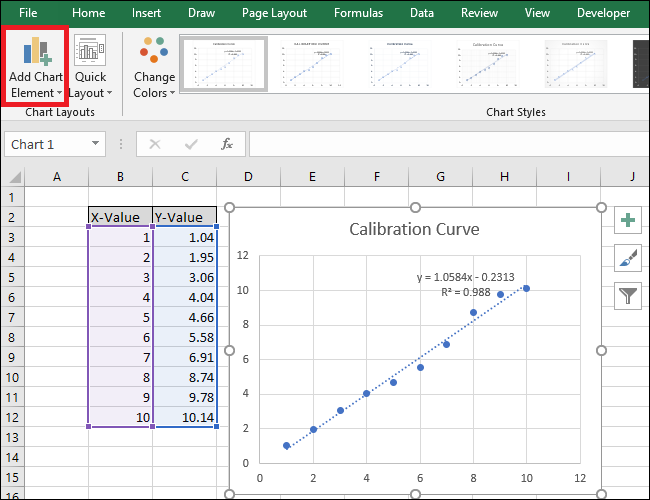 File Home Insert Draw Page Layout Formulas Data Review View Developer
Add Chart Element
Quick Layout
Change Colors
Calibration Curve
Chart Layouts
Chart Styles
Chart 1
fx
A B C D E F G H I J
1
2 X-Value Y-Value
3 1 1.04
4 2 1.95
5 3 3.06
6 4 4.04
7 5 4.66
8 6 5.58
9 7 6.91
10 8 8.74
11 9 9.78
12 10 10.14
13
14
15
16
Calibration Curve
y = 1.0584x - 0.2313
R² = 0.988
12
10
8
6
4
2
0
0 2 4 6 8 10 12